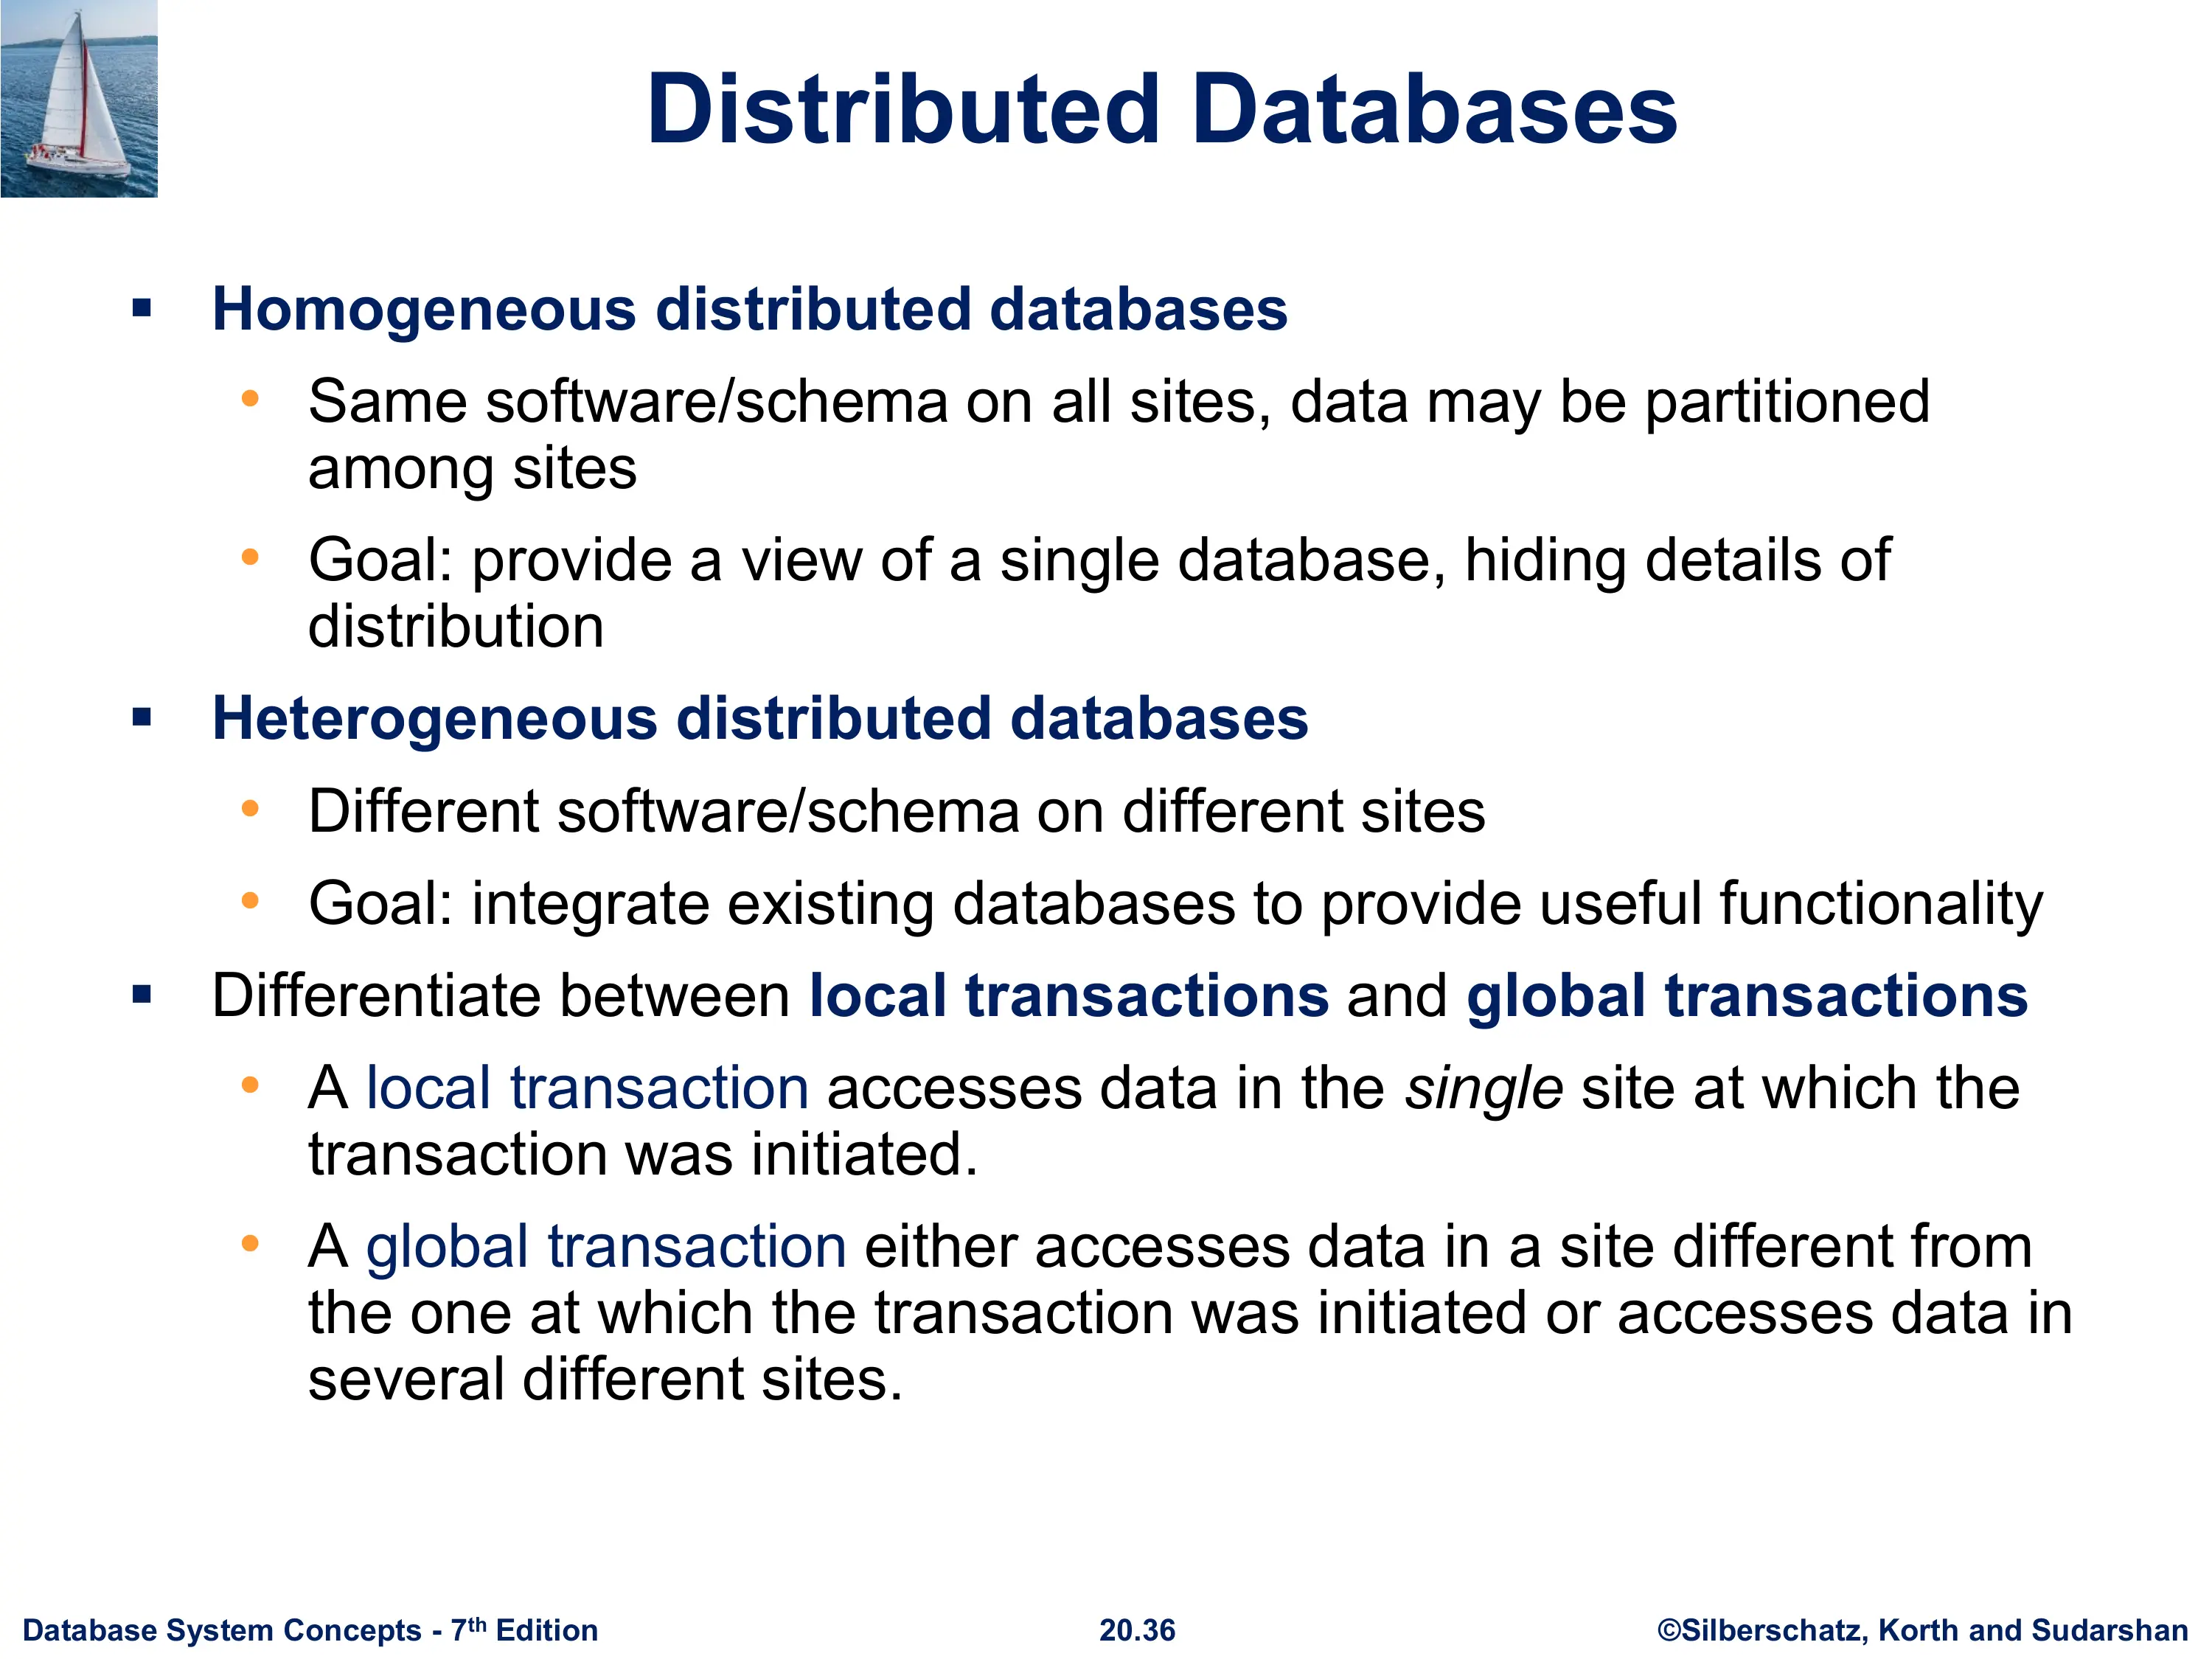 Distributed Databases
▪ Homogeneous distributed databases
• Same software/schema on all sites, data may be partitioned
among sites
• Goal: provide a view of a single database, hiding details of
distribution
▪ Heterogeneous distributed databases
• Different software/schema on different sites
• Goal: integrate existing databases to provide useful functionality
▪ Differentiate between local transactions and global transactions
• A local transaction accesses data in the single site at which the
transaction was initiated.
• A global transaction either accesses data in a site different from
the one at which the transaction was initiated or accesses data in
several different sites.
Database System Concepts - 7th Edition
20.36
©Silberschatz, Korth and Sudarshan